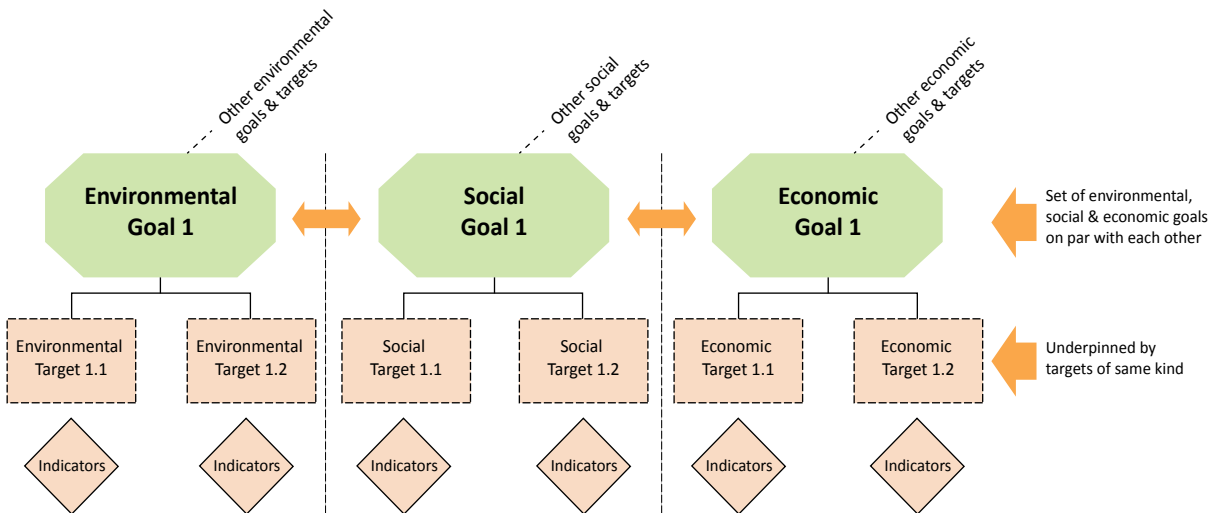 Other environmental
goals & targets
Other social
goals & targets
Other economic
goals & targets
Environmental
Goal 1
Social
Goal 1
Economic
Goal 1
Set of environmental,
social & economic goals
on par with each other
Environmental
Target 1.1
Environmental
Target 1.2
Social
Target 1.1
Social
Target 1.2
Economic
Target 1.1
Economic
Target 1.2
Underpinned by
targets of same kind
Indicators
Indicators
Indicators
Indicators
Indicators
Indicators